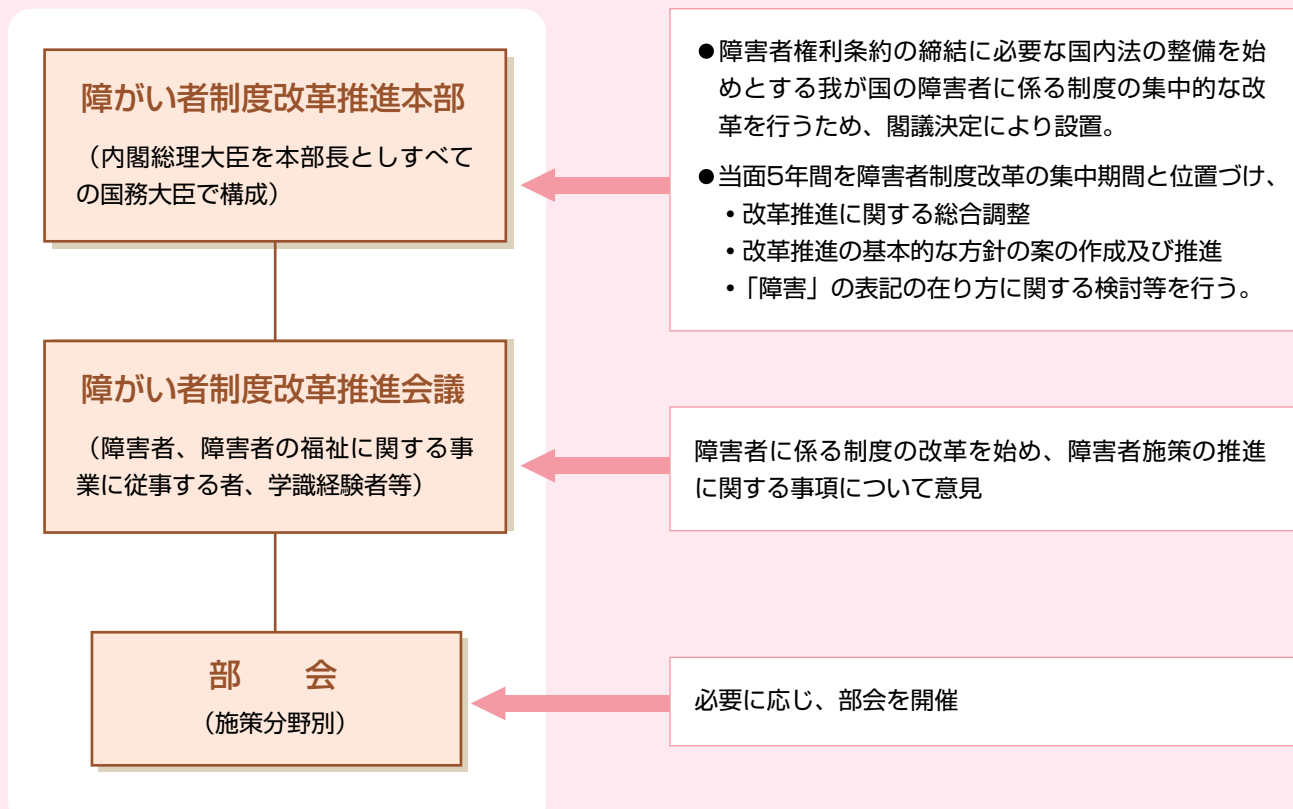 障がい者制度改革推進本部
（内閣総理大臣を本部長としすべて
の国務大臣で構成）
●障害者権利条約の締結に必要な国内法の整備を始
めとする我が国の障害者に係る制度の集中的な改
革を行うため、閣議決定により設置。
●当面5年間を障害者制度改革の集中期間と位置づけ、
・改革推進に関する総合調整
・改革推進の基本的な方針の案の作成及び推進
・「障害」の表記の在り方に関する検討等を行う。
障がい者制度改革推進会議
（障害者、障害者の福祉に関する事
業に従事する者、学識経験者等）
障害者に係る制度の改革を始め、障害者施策の推進
に関する事項について意見
部　会
（施策分野別）
必要に応じ、部会を開催